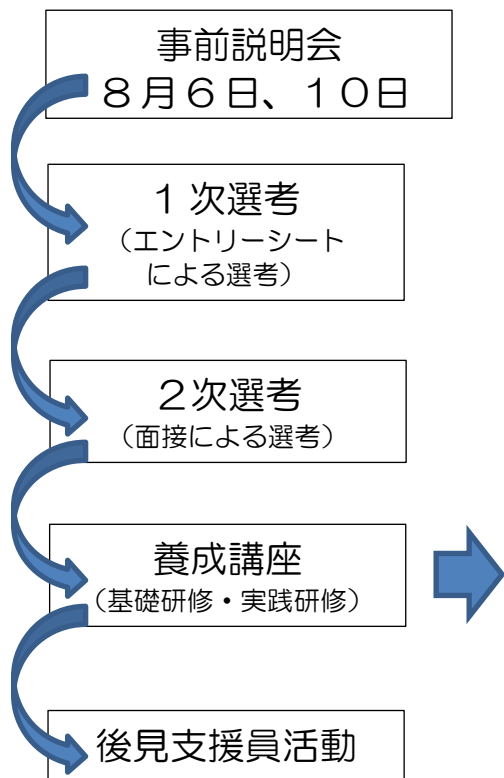 事前説明会
８月６日、１０日
１次選考
（エントリーシート
による選考）
２次選考
（面接による選考）
養成講座
（基礎研修・実践研修）
後見支援員活動